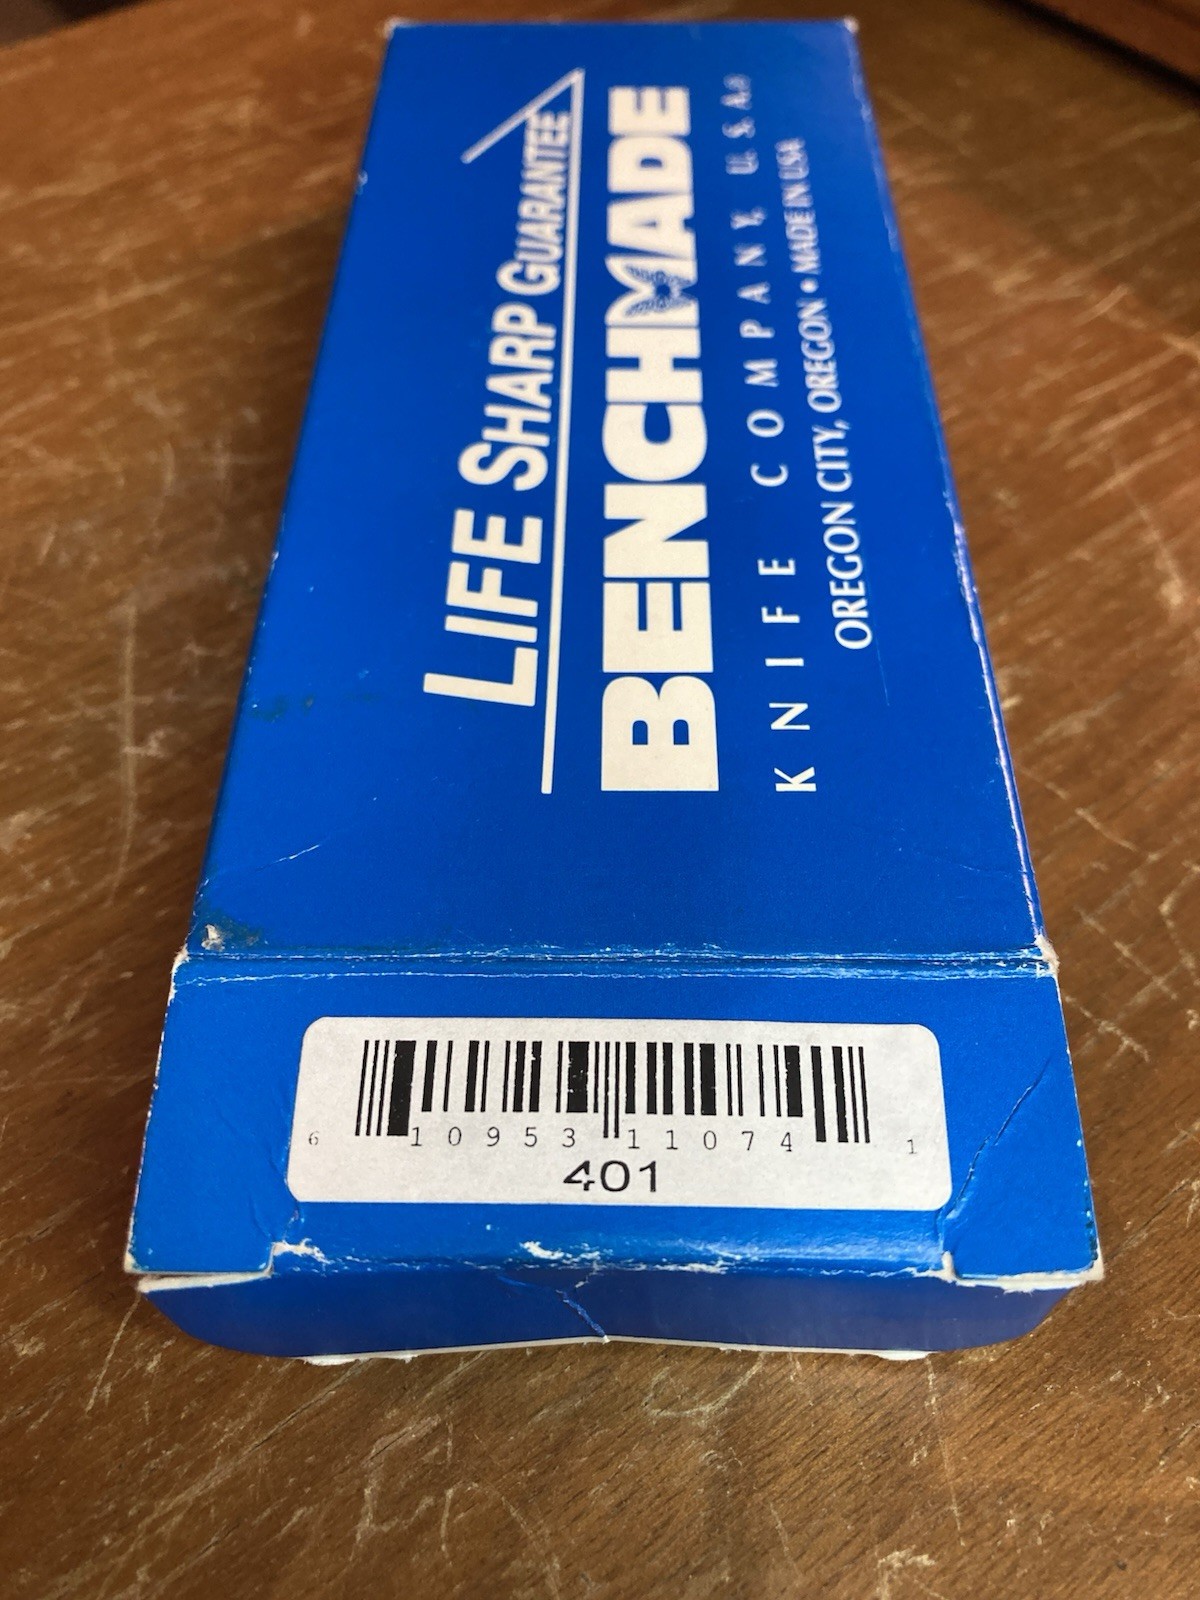 LIFE SHARP GUARANTEE
BENCHMADE
KNIFE COMPANY, U.S.A.®
OREGON CITY, OREGON • MADE IN USA
6 10953 11074 1
401